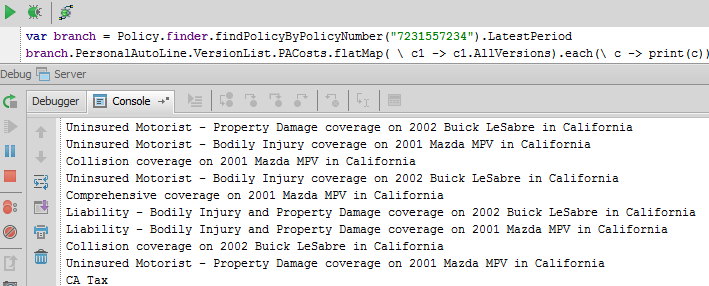 var branch = Policy.finder.findPolicyByPolicyNumber("7231557234").LatestPeriod
branch.PersonalAutoLine.VersionList.PACosts.flatMap( \ c1 -> c1.AllVersions).each(\ c -> print(c))
Debug Server
Debugger Console
Uninsured Motorist - Property Damage coverage on 2002 Buick LeSabre in California
Uninsured Motorist - Bodily Injury coverage on 2001 Mazda MPV in California
Collision coverage on 2001 Mazda MPV in California
Uninsured Motorist - Bodily Injury coverage on 2002 Buick LeSabre in California
Comprehensive coverage on 2001 Mazda MPV in California
Liability - Bodily Injury and Property Damage coverage on 2002 Buick LeSabre in California
Liability - Bodily Injury and Property Damage coverage on 2001 Mazda MPV in California
Collision coverage on 2002 Buick LeSabre in California
Uninsured Motorist - Property Damage coverage on 2001 Mazda MPV in California
CA Tax